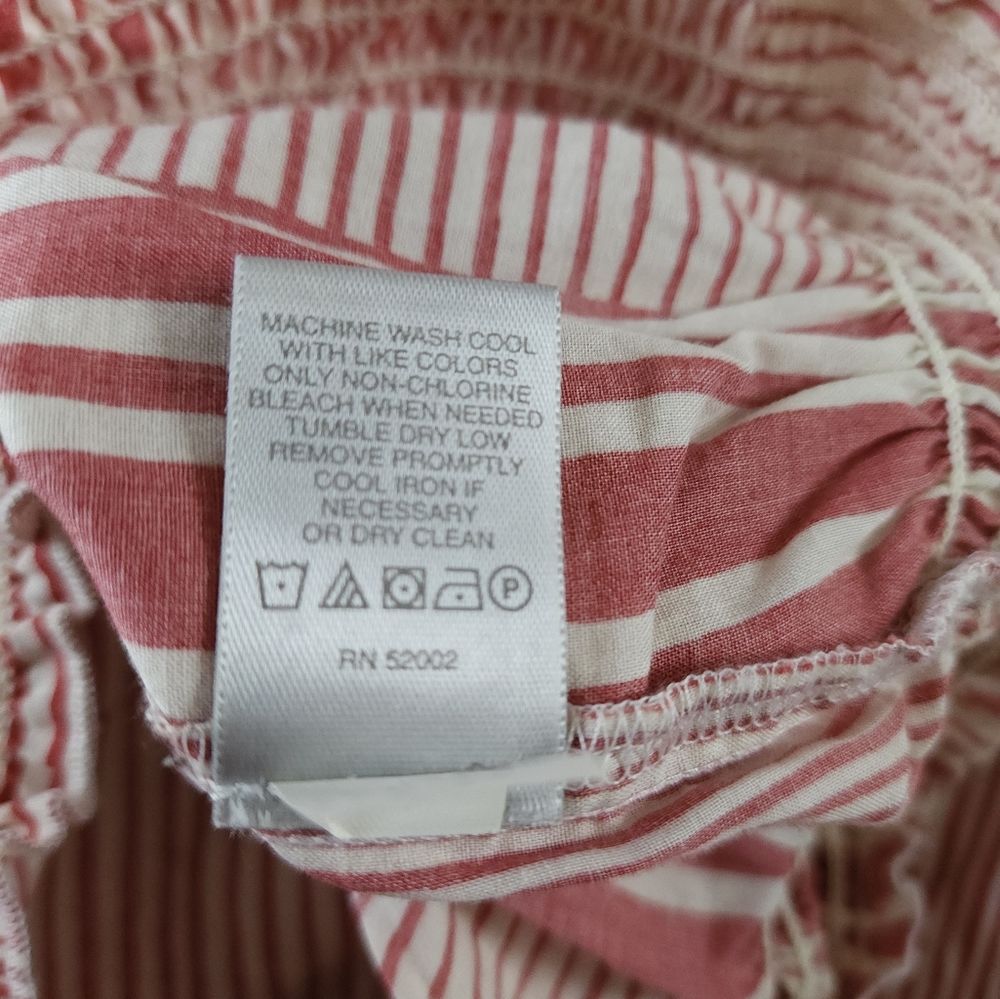 MACHINE WASH COOL
WITH LIKE COLORS
ONLY NON-CHLORINE
BLEACH WHEN NEEDED
TUMBLE DRY LOW
REMOVE PROMPTLY
COOL IRON IF
NECESSARY
OR DRY CLEAN
P
RN 52002